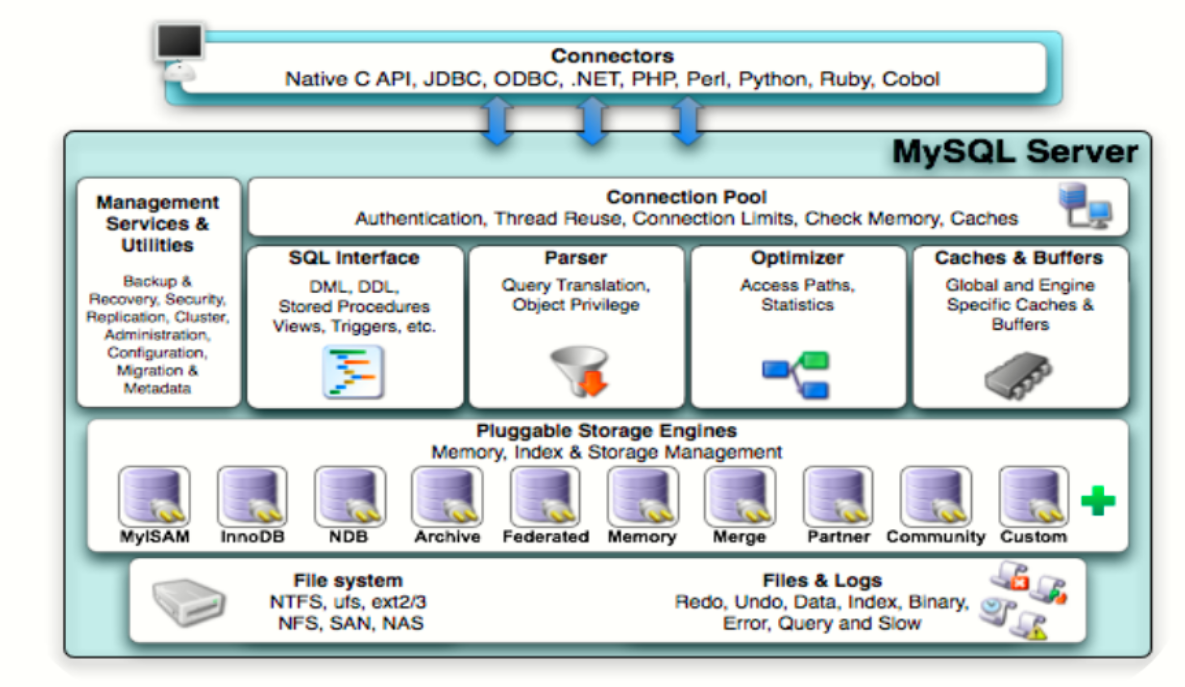 Connectors
Native C API, JDBC, ODBC, .NET, PHP, Perl, Python, Ruby, Cobol
MySQL Server
Management
Services &
Utilities
Backup &
Recovery, Security,
Replication, Cluster,
Administration,
Configuration,
Migration &
Metadata
Connection Pool
Authentication, Thread Reuse, Connection Limits, Check Memory, Caches
SQL Interface
DML, DDL,
Stored Procedures
Views, Triggers, etc.
Parser
Query Translation,
Object Privilege
Optimizer
Access Paths,
Statistics
Caches & Buffers
Global and Engine
Specific Caches &
Buffers
Pluggable Storage Engines
Memory, Index & Storage Management
MyISAM InnoDB NDB Archive Federated Memory Merge Partner Community Custom
File system
NTFS, ufs, ext2/3
NFS, SAN, NAS
Files & Logs
Redo, Undo, Data, Index, Binary,
Error, Query and Slow